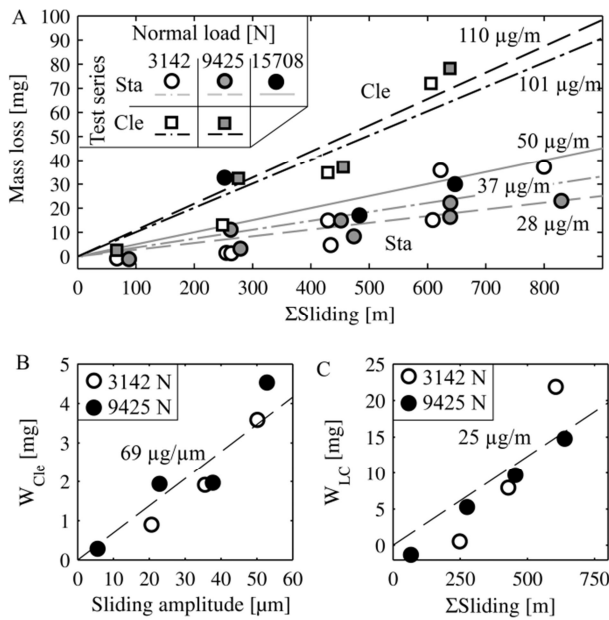 A
Normal load [N]
3142 9425 15708
Test series
Sta
Cle
Mass loss [mg]
100
90
80
70
60
50
40
30
20
10
0
Cle
Sta
110 µg/m
101 µg/m
50 µg/m
37 µg/m
28 µg/m
0 100 200 300 400 500 600 700 800
ΣSliding [m]
B
3142 N
9425 N
69 µg/µm
W_Cle [mg]
5
4
3
2
1
0
0 10 20 30 40 50 60
Sliding amplitude [µm]
C
3142 N
9425 N
25 µg/m
W_LC [mg]
25
20
15
10
5
0
0 250 500 750
ΣSliding [m]